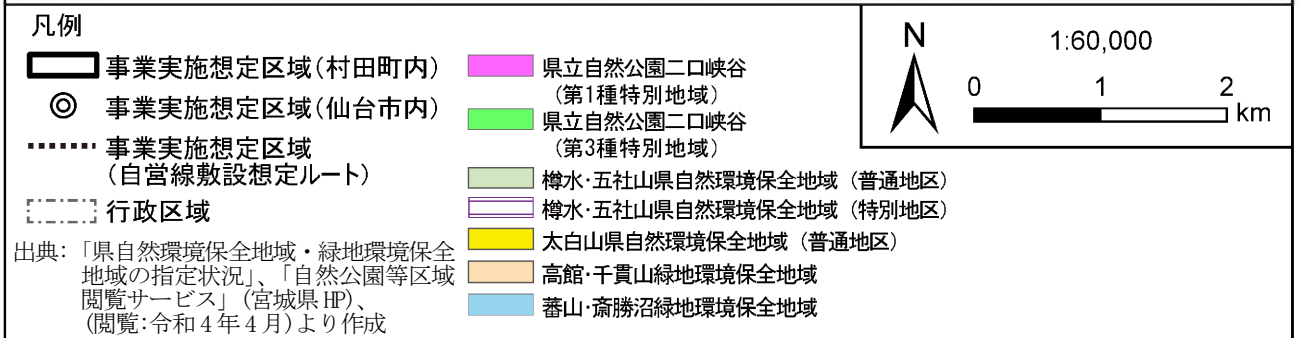 凡例
事業実施想定区域(村田町内)
事業実施想定区域(仙台市内)
事業実施想定区域
(自営線敷設想定ルート)
行政区域
出典:「県自然環境保全地域・緑地環境保全
地域の指定状況」、「自然公園等区域
閲覧サービス」(宮城県HP)、
(閲覧:令和4年4月)より作成
県立自然公園二口峡谷
(第1種特別地域)
県立自然公園二口峡谷
(第3種特別地域)
樽水・五社山県自然環境保全地域 (普通地区)
樽水・五社山県自然環境保全地域 (特別地区)
太白山県自然環境保全地域 (普通地区)
高館・千貫山緑地環境保全地域
蕃山・斎勝沼緑地環境保全地域
N
1:60,000
0 1 2
km